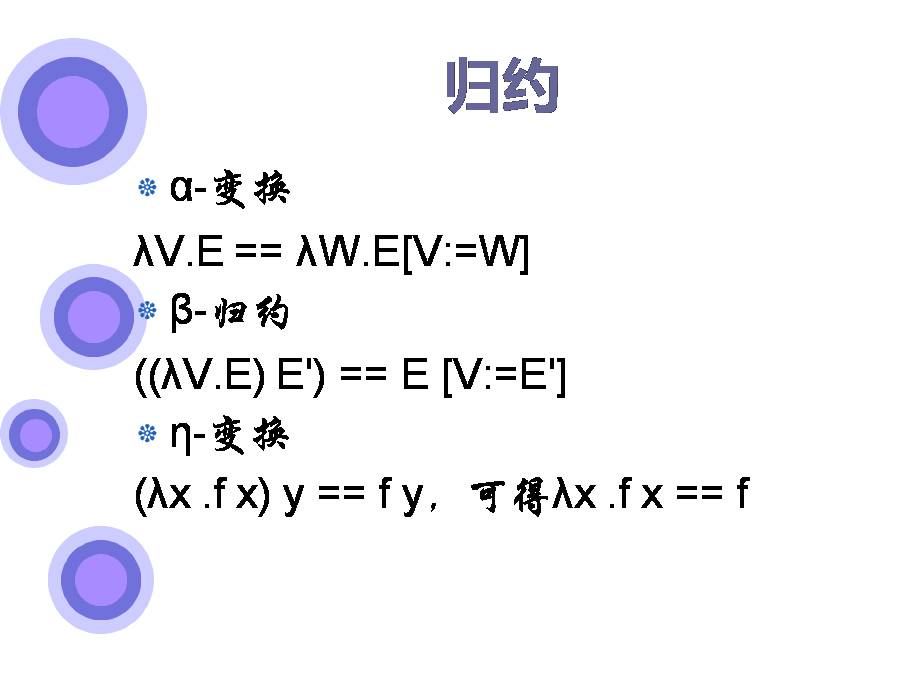 归约
α-变换
λV.E == λW.E[V:=W]
β-归约
((λV.E) E') == E [V:=E']
η-变换
(λx .f x) y == f y，可得λx .f x == f